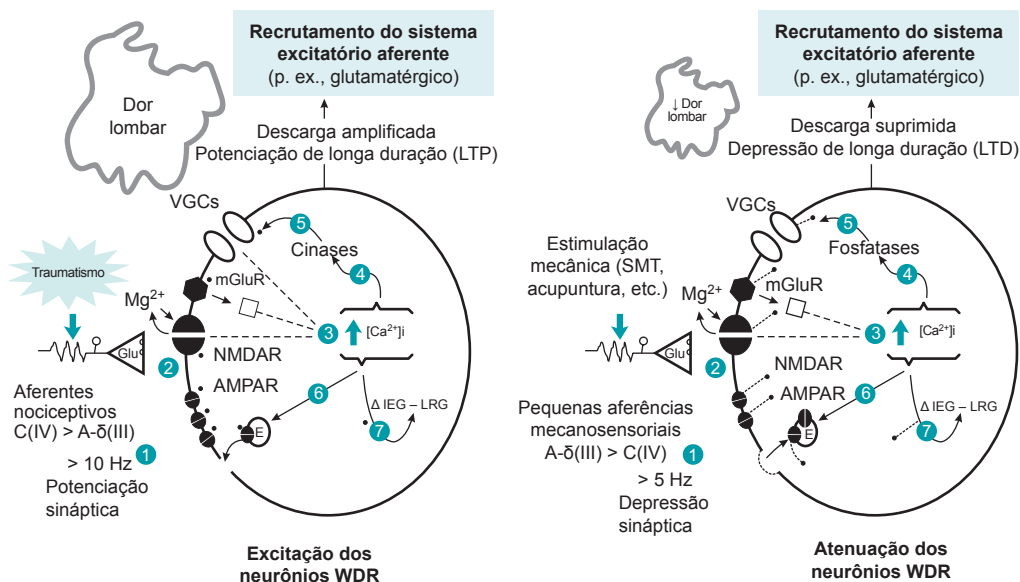 Recrutamento do sistema
excitatório aferente
(p. ex., glutamatérgico)
Dor
lombar
Descarga amplificada
Potenciação de longa duração (LTP)
VGCs
5
Cinases
Traumatismo
4
mGluR
Mg2+
3
[Ca2+]i
Glu
2
NMDAR
AMPAR
6
Aferentes
nociceptivos
C(IV) > A-δ(III)
E
Δ IEG – LRG
7
> 10 Hz
1
Potenciação
sináptica
Excitação dos
neurônios WDR
Recrutamento do sistema
excitatório aferente
(p. ex., glutamatérgico)
↓ Dor
lombar
Descarga suprimida
Depressão de longa duração (LTD)
VGCs
5
Fosfatases
Estimulação
mecânica (SMT,
acupuntura, etc.)
4
mGluR
Mg2+
3
[Ca2+]i
Glu
2
NMDAR
AMPAR
6
Pequenas aferências
mecanosensoriais
A-δ(III) > C(IV)
1
E
Δ IEG – LRG
7
> 5 Hz
Depressão
sináptica
Atenuação dos
neurônios WDR